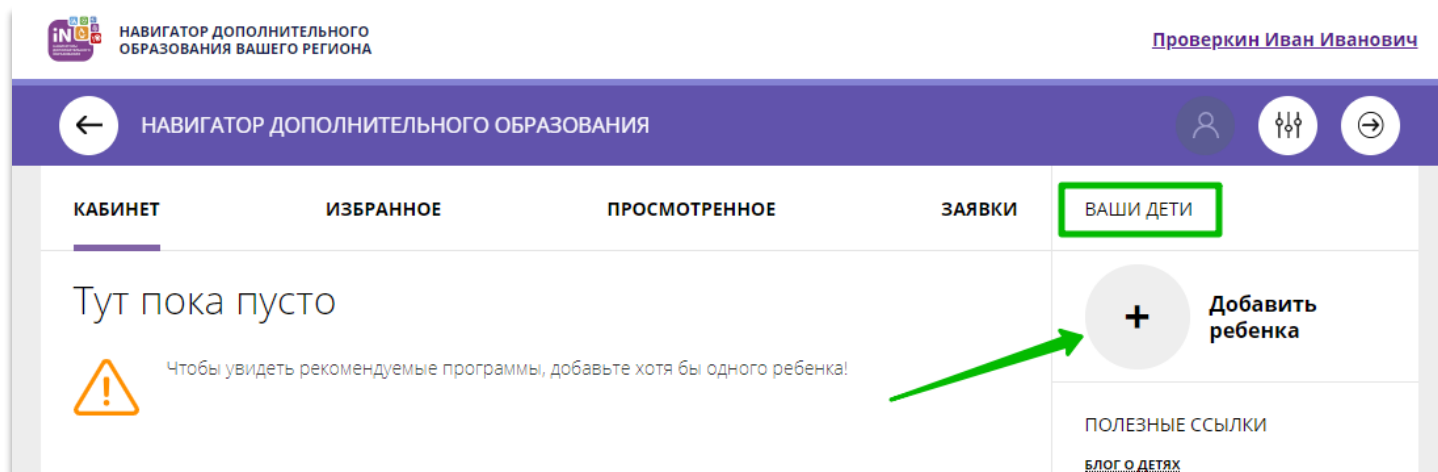 iN
НАВИГАТОР ДОПОЛНИТЕЛЬНОГО
ОБРАЗОВАНИЯ ВАШЕГО РЕГИОНА
Проверкин Иван Иванович
НАВИГАТОР ДОПОЛНИТЕЛЬНОГО ОБРАЗОВАНИЯ
КАБИНЕТ ИЗБРАННОЕ ПРОСМОТРЕННОЕ ЗАЯВКИ
ВАШИ ДЕТИ
Тут пока пусто
Чтобы увидеть рекомендуемые программы, добавьте хотя бы одного ребенка!
Добавить
ребенка
ПОЛЕЗНЫЕ ССЫЛКИ
БЛОГ О ДЕТЯХ